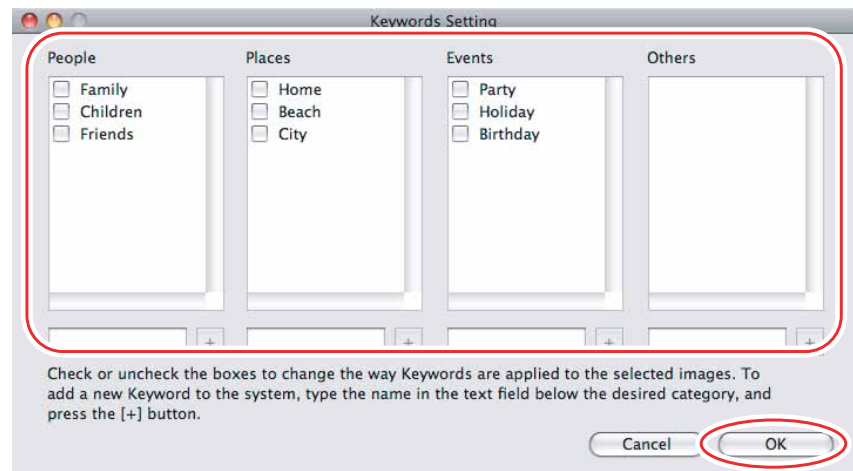 Keywords Setting
People Places Events Others
Family Home Party
Children Beach Holiday
Friends City Birthday
+ + + +
Check or uncheck the boxes to change the way Keywords are applied to the selected images. To
add a new Keyword to the system, type the name in the text field below the desired category, and
press the [+] button.
Cancel OK